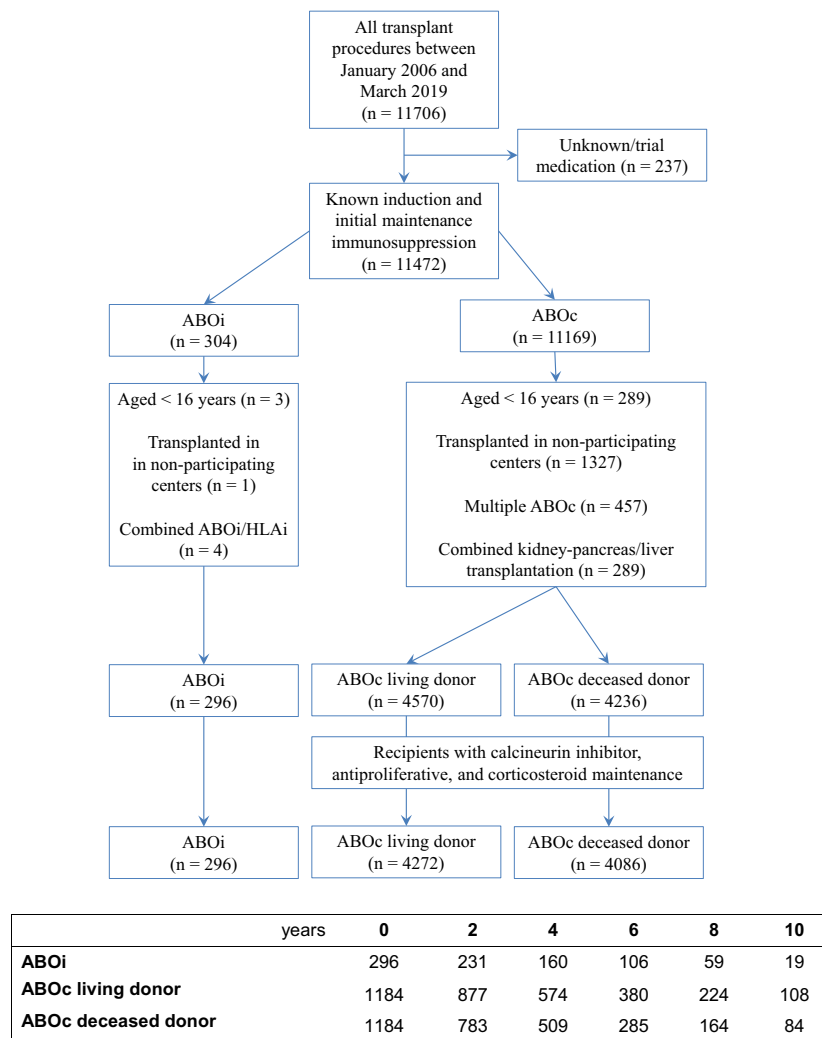 All transplant
procedures between
January 2006 and
March 2019
(n = 11706)
Unknown/trial
medication (n = 237)
Known induction and
initial maintenance
immunosuppression
(n = 11472)
ABOi
(n = 304)
ABOc
(n = 11169)
Aged < 16 years (n = 3)
Transplanted in
in non-participating
centers (n = 1)
Combined ABOi/HLAi
(n = 4)
Aged < 16 years (n = 289)
Transplanted in non-participating
centers (n = 1327)
Multiple ABOc (n = 457)
Combined kidney-pancreas/liver
transplantation (n = 289)
ABOi
(n = 296)
ABOc living donor
(n = 4570)
ABOc deceased donor
(n = 4236)
Recipients with calcineurin inhibitor,
antiproliferative, and corticosteroid maintenance
ABOi
(n = 296)
ABOc living donor
(n = 4272)
ABOc deceased donor
(n = 4086)
years 0 2 4 6 8 10
ABOi 296 231 160 106 59 19
ABOc living donor 1184 877 574 380 224 108
ABOc deceased donor 1184 783 509 285 164 84